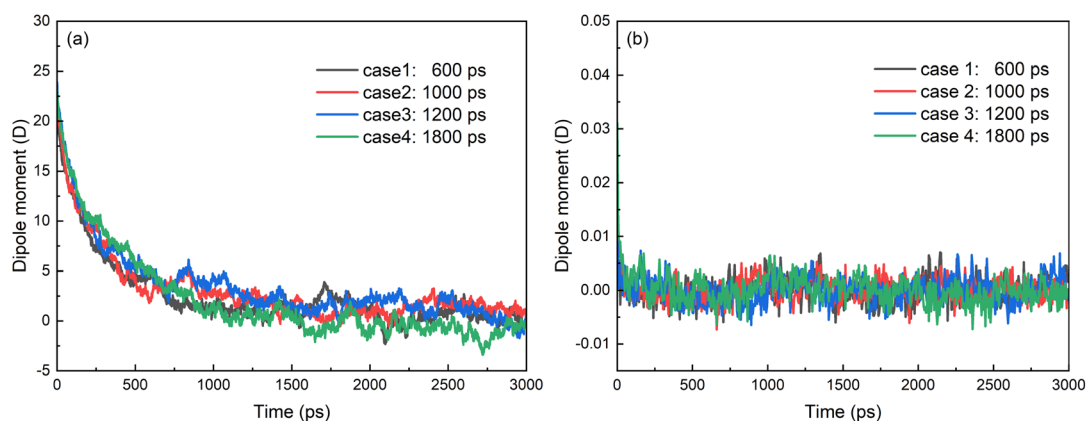 (a)
case1: 600 ps
case2: 1000 ps
case3: 1200 ps
case4: 1800 ps
30
25
20
15
10
5
0
-5
Dipole moment (D)
0
500
1000
1500
2000
2500
3000
Time (ps)
(b)
case 1: 600 ps
case 2: 1000 ps
case 3: 1200 ps
case 4: 1800 ps
0.05
0.04
0.03
0.02
0.01
0.00
-0.01
Dipole moment (D)
0
500
1000
1500
2000
2500
3000
Time (ps)